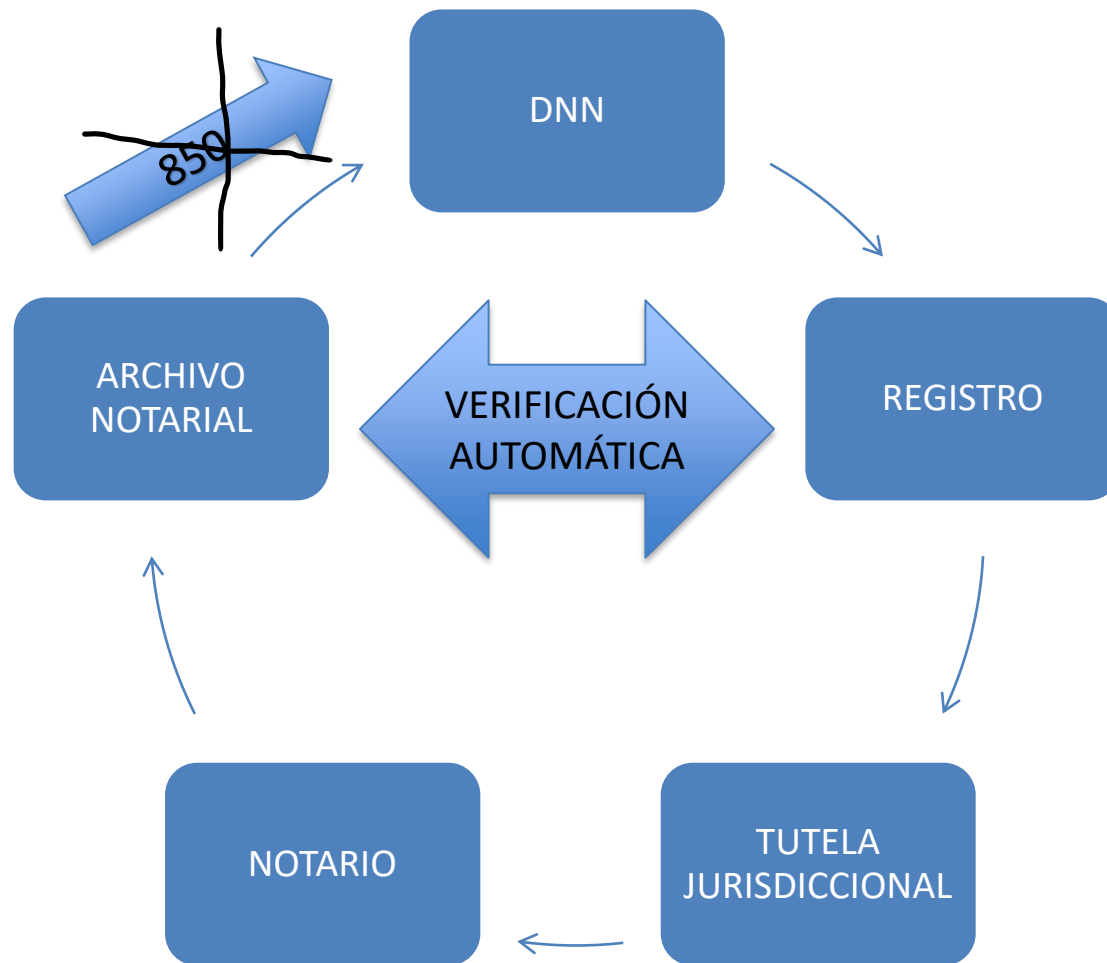 850
DNN
ARCHIVO
NOTARIAL
VERIFICACIÓN
AUTOMÁTICA
REGISTRO
NOTARIO
TUTELA
JURISDICCIONAL